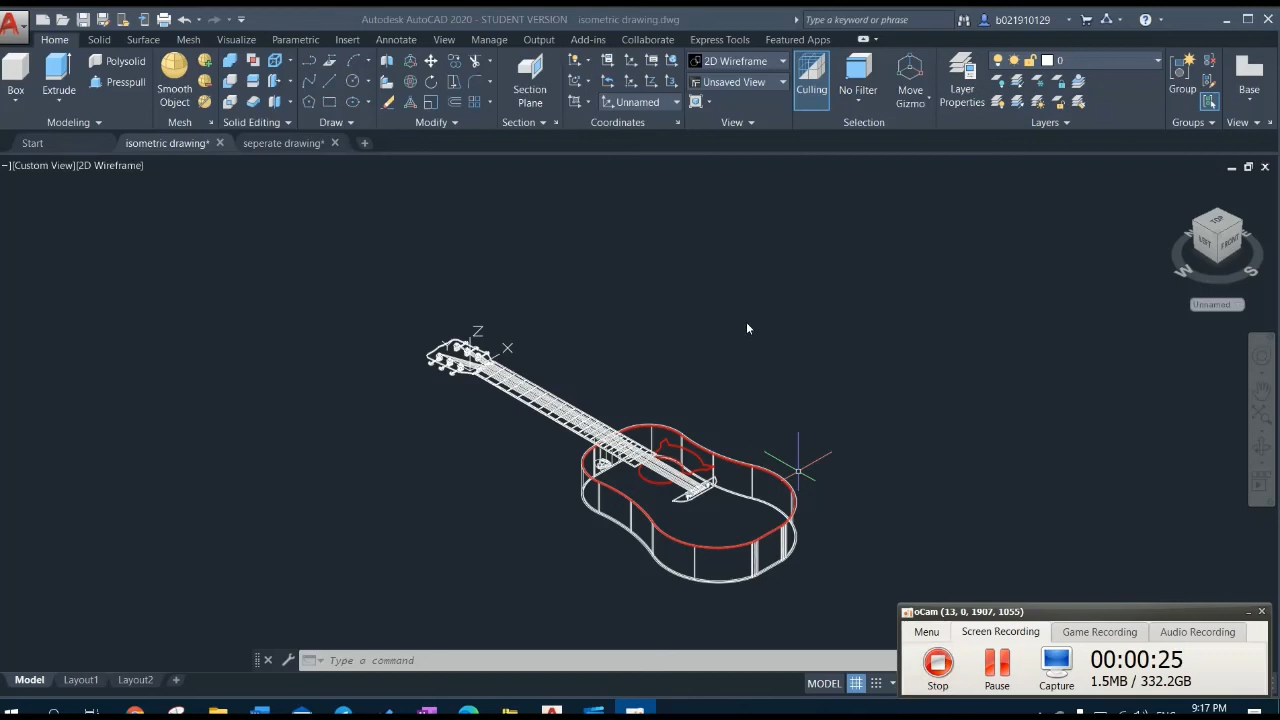 Autodesk AutoCAD 2020 - STUDENT VERSION isometric drawing.dwg
Type a keyword or phrase
b021910129
Home Solid Surface Mesh Visualize Parametric Insert Annotate View Manage Output Add-ins Collaborate Express Tools Featured Apps
Polysolid
Presspull
Box
Extrude
Smooth
Object
Section
Plane
Unnamed
2D Wireframe
Unsaved View
Culling
No Filter
Move
Gizmo
Layer
Properties
0
Group
Base
Modeling Mesh Solid Editing Draw Modify Section Coordinates View Selection Layers Groups View
Start isometric drawing* seperate drawing*
–][Custom View][2D Wireframe]
TOP
LEFT
FRONT
W
S
Unnamed
Z
X
oCam (13, 0, 1907, 1055)
Menu Screen Recording Game Recording Audio Recording
00:00:25
1.5MB / 332.2GB
Stop Pause Capture
Type a command
Model Layout1 Layout2
MODEL
ENG
9:17 PM